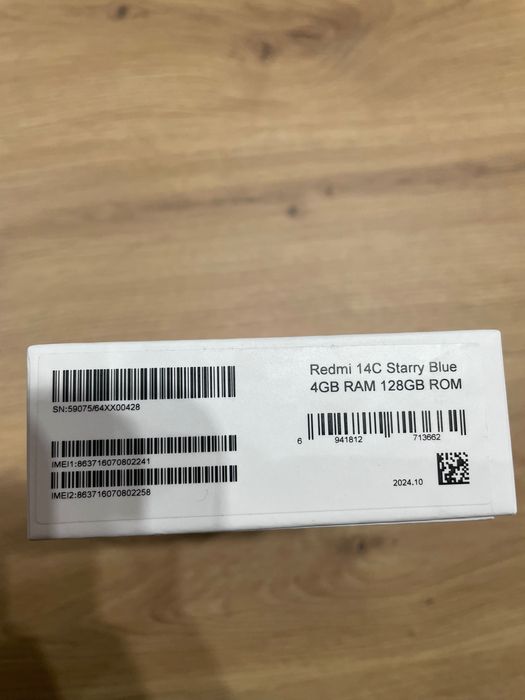 SN:59075/64XX00428
IMEI1:863716070802241
IMEI2:863716070802258
Redmi 14C Starry Blue
4GB RAM 128GB ROM
6 941812 713662
2024.10